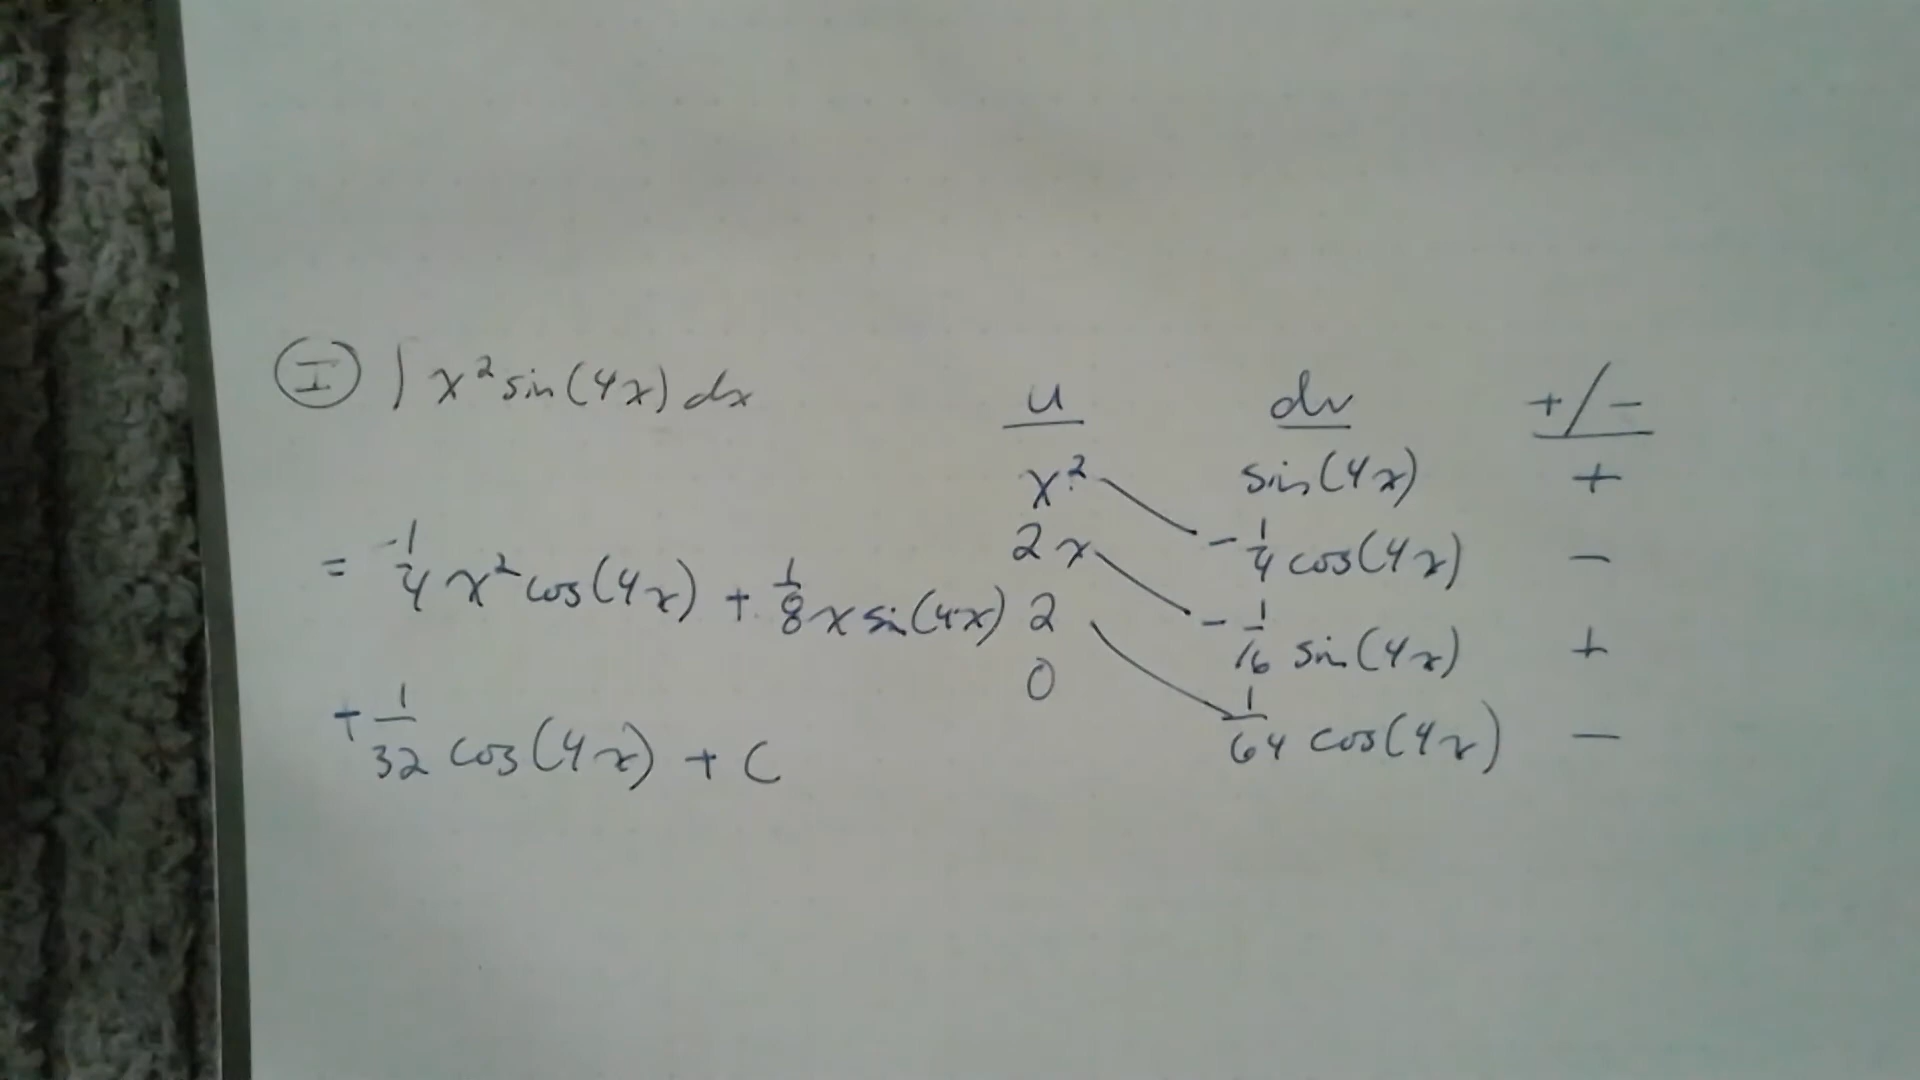 I ∫ x² sin(4x) dx
= -1/4 x² cos(4x) + 1/8 x sin(4x)
+ 1/32 cos(4x) + C
u dv +/-
x² sin(4x) +
2x -1/4 cos(4x) -
2 -1/16 sin(4x) +
0 1/64 cos(4x) -